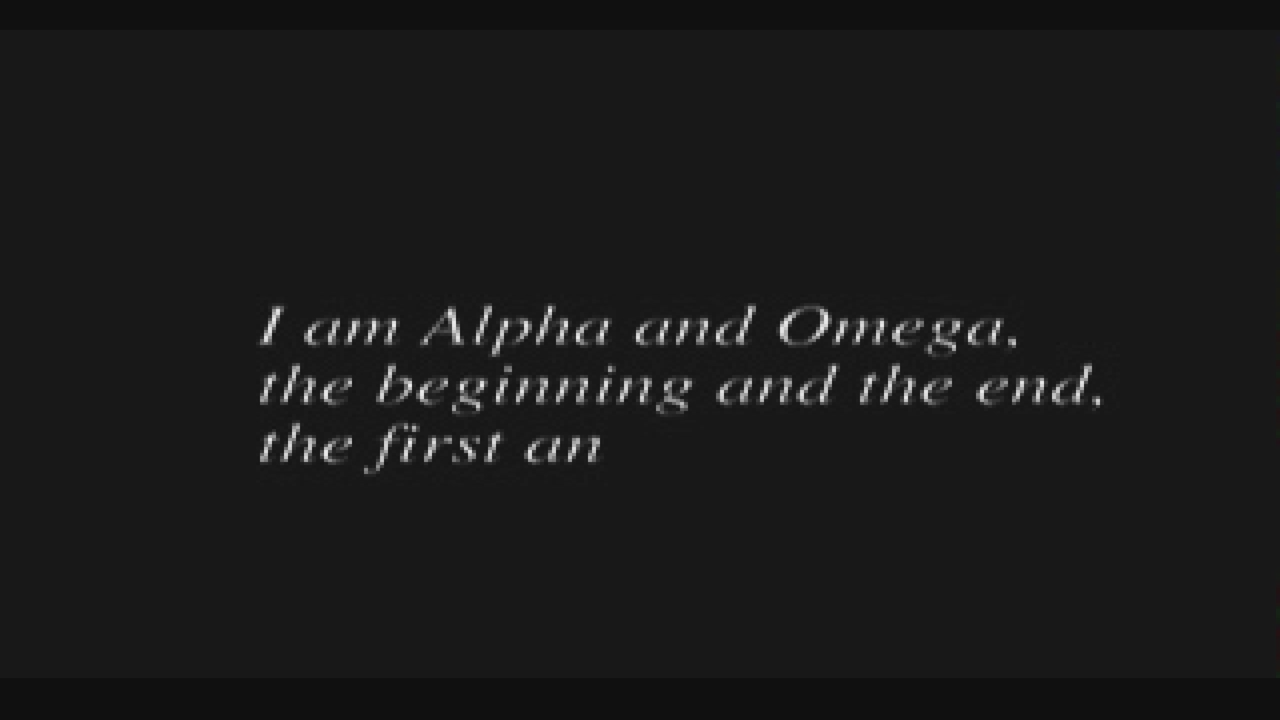 I am Alpha and Omega,
the beginning and the end,
the first an